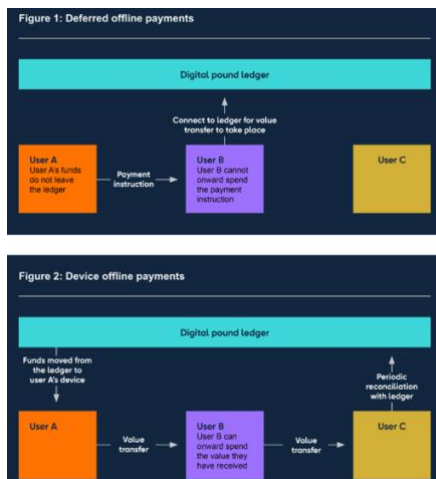 Figure 1: Deferred offline payments
Digital pound ledger
Connect to ledger for value
transfer to take place
User A
User A's funds
do not leave
the ledger
Payment
instruction
User B
User B cannot
onward spend
the payment
instruction
User C
Figure 2: Device offline payments
Digital pound ledger
Funds moved from
the ledger to
user A's device
Periodic
reconciliation
with ledger
User A
Value
transfer
User B
User B can
onward spend
the value they
have received
Value
transfer
User C